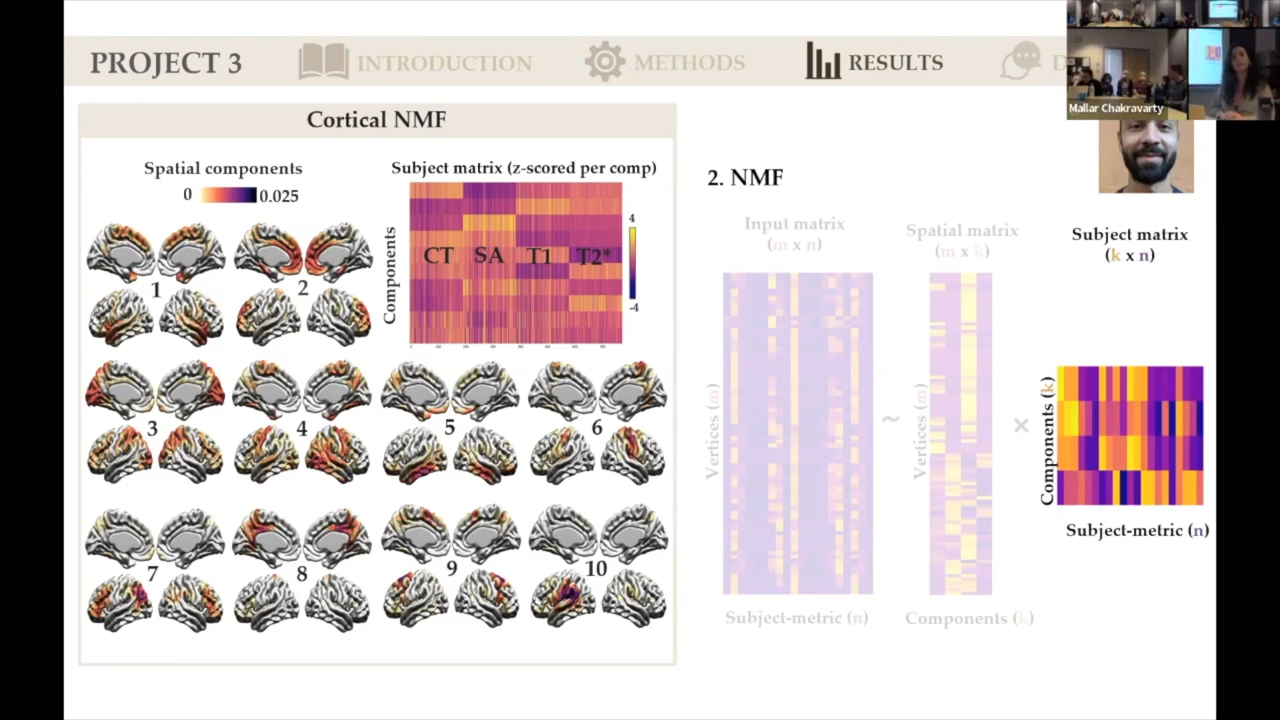 PROJECT 3
INTRODUCTION
METHODS
RESULTS
D
Mallar Chakravarty
Cortical NMF
Spatial components
0
0.025
Subject matrix (z-scored per comp)
Components
CT
SA
T1
T2*
4
-4
1
2
3
4
5
6
7
8
9
10
2. NMF
Input matrix
(m x n)
Vertices (m)
Subject-metric (n)
~
Spatial matrix
(m x k)
Vertices (m)
Components (k)
×
Subject matrix
(k x n)
Components (k)
Subject-metric (n)